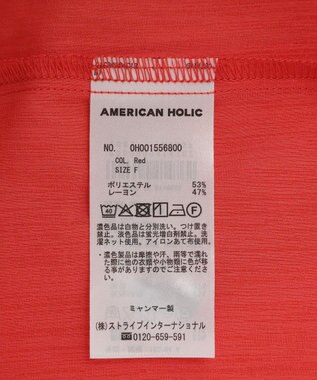 AMERICAN HOLIC
NO. 0H001556800
COL. Red
SIZE F
ポリエステル 53%
レーヨン 47%
40
濃色品は白物と分別洗い。つけ置き
禁止。淡色品は蛍光増白剤禁止。洗
濯ネット使用。アイロンあて布使用。
・濃色製品は摩擦や汗、雨等で濡れ
た際に他の衣類や小物類に色が移
る事がありますのでご注意くださ
い。
ミャンマー製
(株)ストライプインターナショナル
0120-659-591